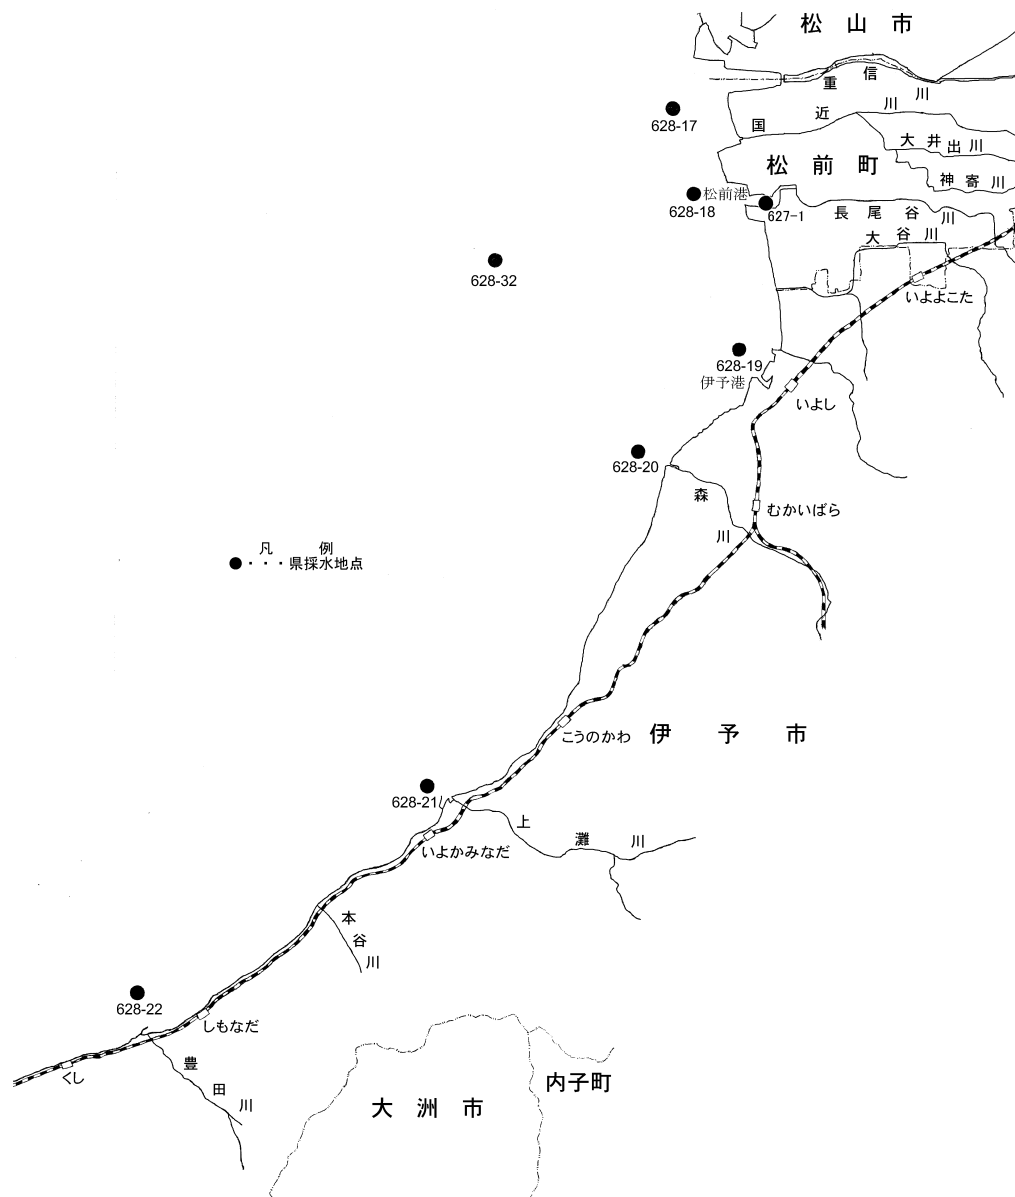 松山市
重信川
628-17
国近川
大井出川
松前町
神寄川
松前港
628-18
627-1
長尾谷川
大谷川
628-32
いよよこた
628-19
伊予港
いよし
628-20
森川
むかいばら
凡例
●・・・県採水地点
こうのかわ
伊予市
628-21
上灘川
いよかみなだ
本谷川
628-22
しもなだ
くし
豊田川
内子町
大洲市